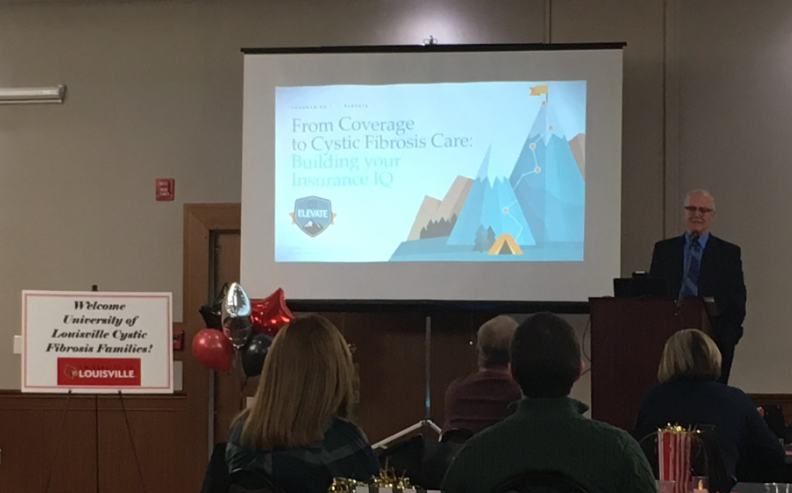 From Coverage
to Cystic Fibrosis Care:
Building your
Insurance IQ
ELEVATE
Welcome
University of
Louisville Cystic
Fibrosis Families!
LOUISVILLE